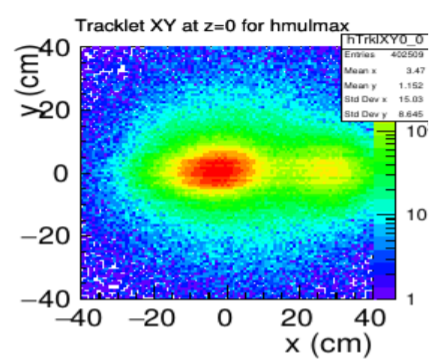 Tracklet XY at z=0 for hmulmax
hTrklXY0_0
Entries 402509
Mean x 3.47
Mean y 1.152
Std Dev x 15.03
Std Dev y 8.645
y (cm)
40
20
0
−20
−40
−40 −20 0 20 40
x (cm)
10
1